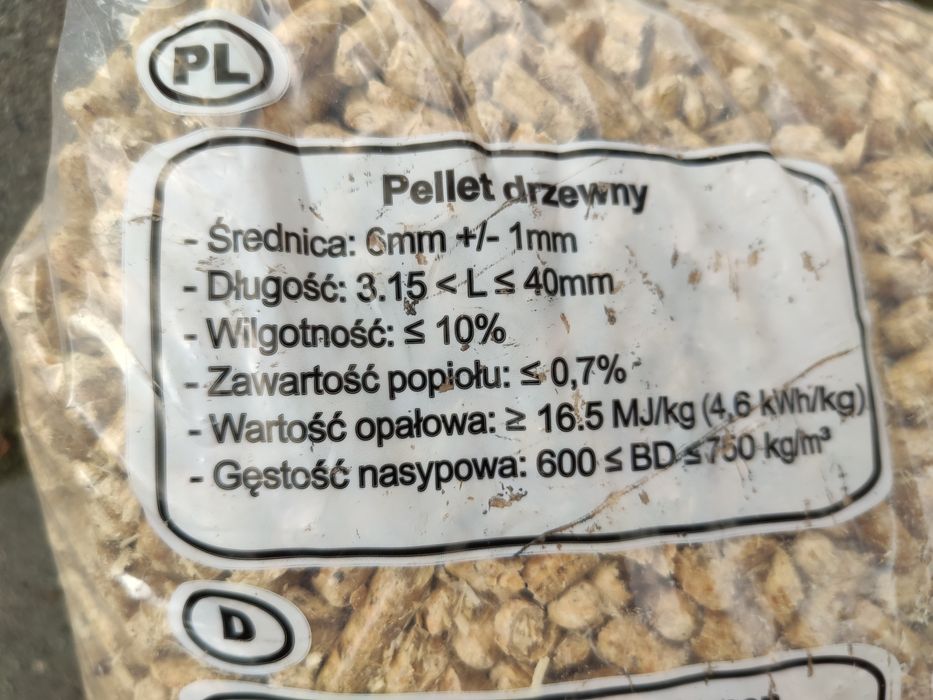 PL
Pellet drzewny
- Średnica: 6mm +/- 1mm
- Długość: 3.15 < L ≤ 40mm
- Wilgotność: ≤ 10%
- Zawartość popiołu: ≤ 0,7%
- Wartość opałowa: ≥ 16.5 MJ/kg (4,6 kWh/kg)
- Gęstość nasypowa: 600 ≤ BD ≤750 kg/m³
D